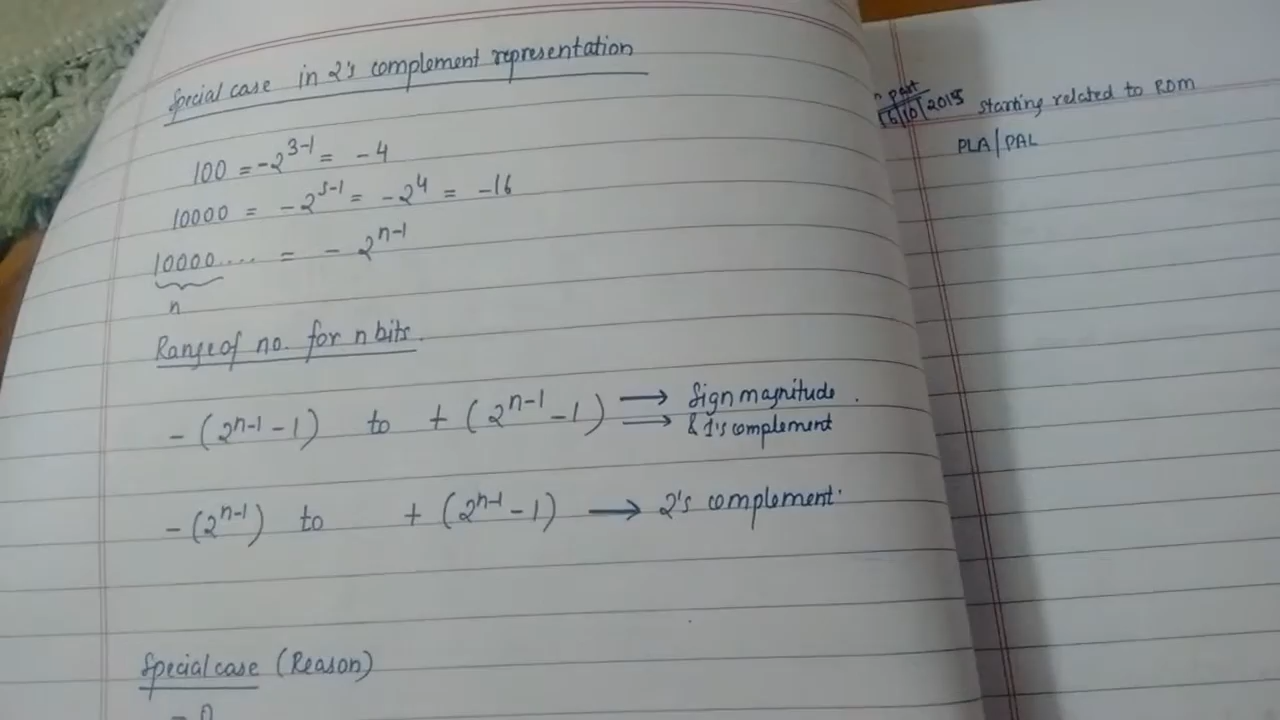 Special case in 2's complement representation
100 = -2^{3-1} = -4
10000 = -2^{5-1} = -2^4 = -16
10000.... = - 2^{n-1}
n
Range of no. for n bits.
-(2^{n-1} -1) to +(2^{n-1} -1) → Sign magnitude.
→ & 1's complement
-(2^{n-1}) to +(2^{n-1} -1) → 2's complement.
Special case (Reason)
- 0
part
/10/2015 starting related to ROM
PLA/PAL